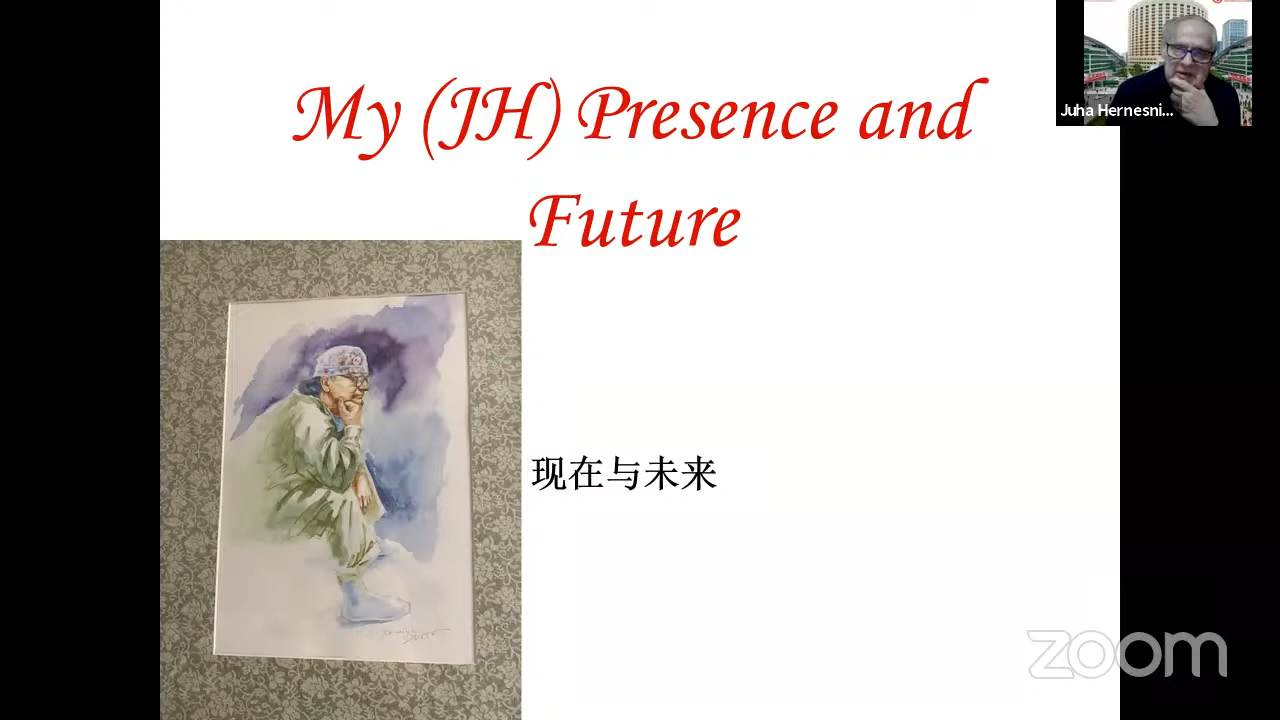 My (JH) Presence and
Future
Juha Hernesni...
现在与未来
zoom